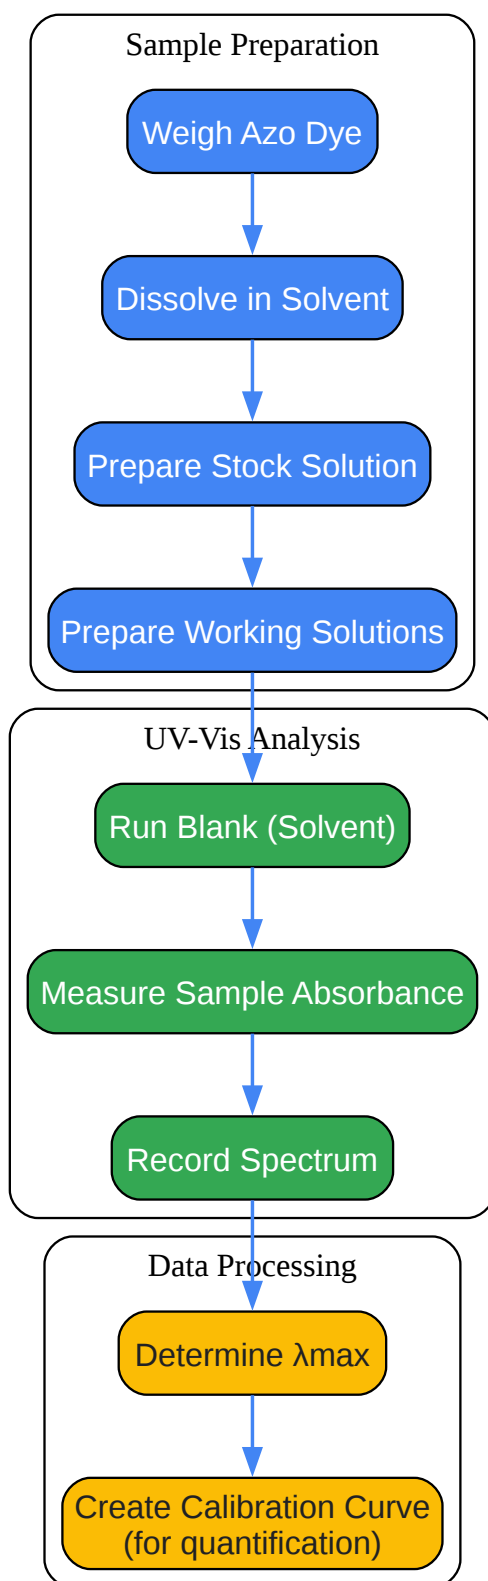 Sample Preparation
Weigh Azo Dye
Dissolve in Solvent
Prepare Stock Solution
Prepare Working Solutions
UV-Vis Analysis
Run Blank (Solvent)
Measure Sample Absorbance
Record Spectrum
Data Processing
Determine λmax
Create Calibration Curve
(for quantification)